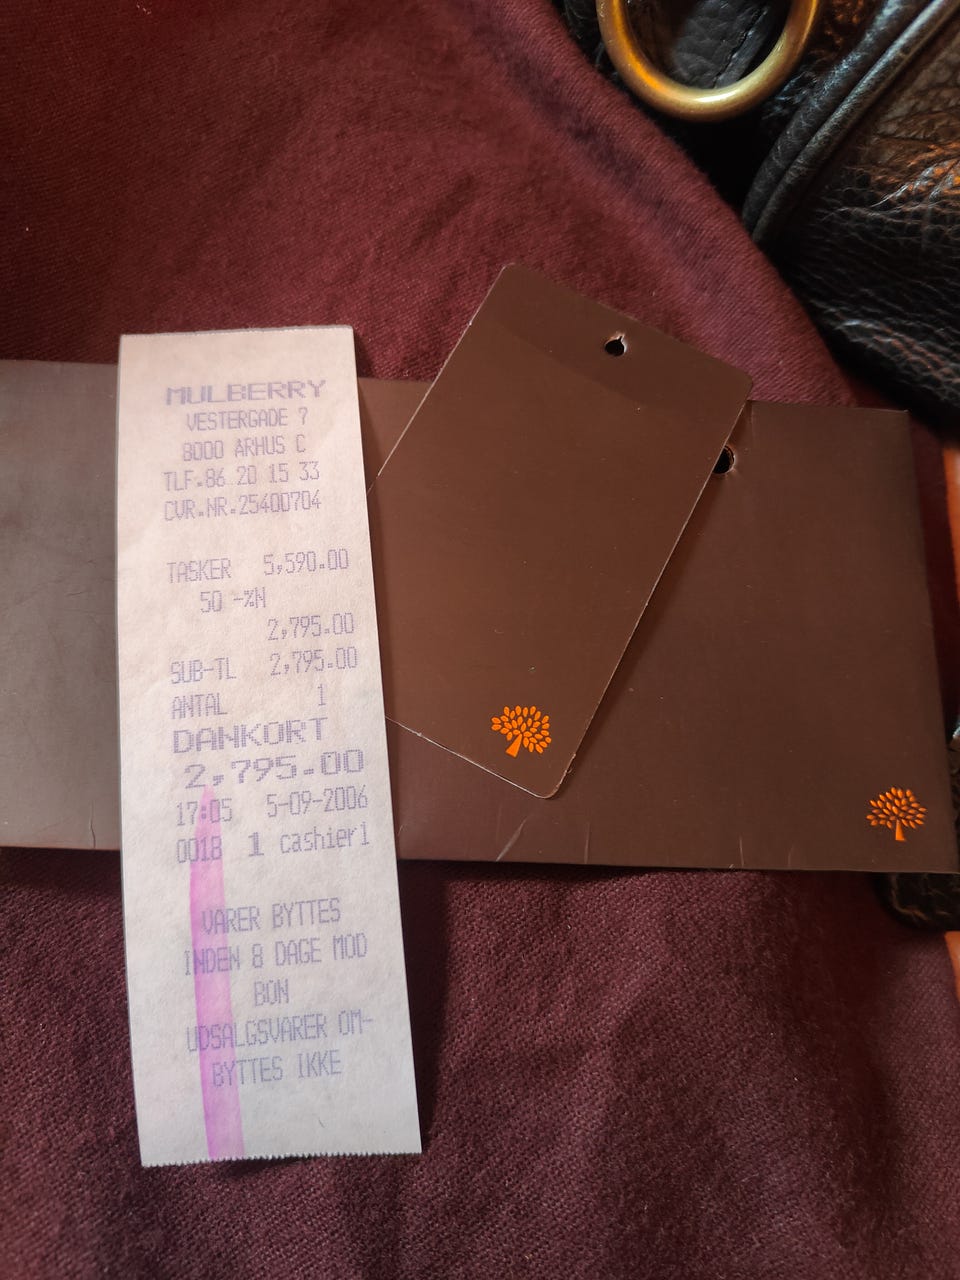 MULBERRY
VESTERGADE 7
8000 ARHUS C
TLF.86 20 15 33
CVR.NR.25400704
TASKER 5,590.00
50 -%N
2,795.00
SUB-TL 2,795.00
ANTAL 1
DANKORT
2,795.00
17:05 5-09-2006
0018 1 cashier1
VARER BYTTES
INDEN 8 DAGE MOD
BON
UDSALGSVARER OM-
BYTTES IKKE